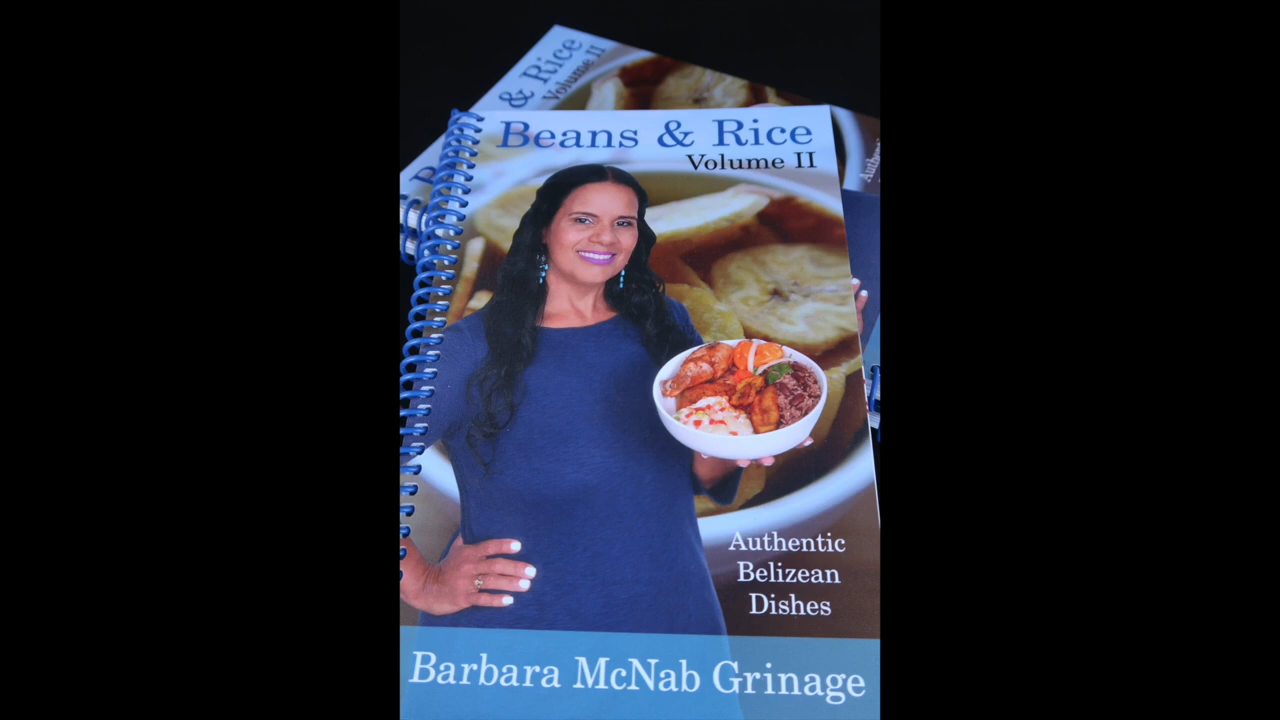 & Rice
Volume II
Beans & Rice
Volume II
Authentic
Belizean
Dishes
Barbara McNab Grinage